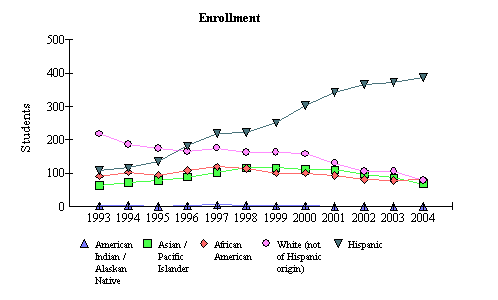 Enrollment
500
400
300
200
100
0
Students
1993 1994 1995 1996 1997 1998 1999 2000 2001 2002 2003 2004
American Indian / Alaskan Native
Asian / Pacific Islander
African American
White (not of Hispanic origin)
Hispanic